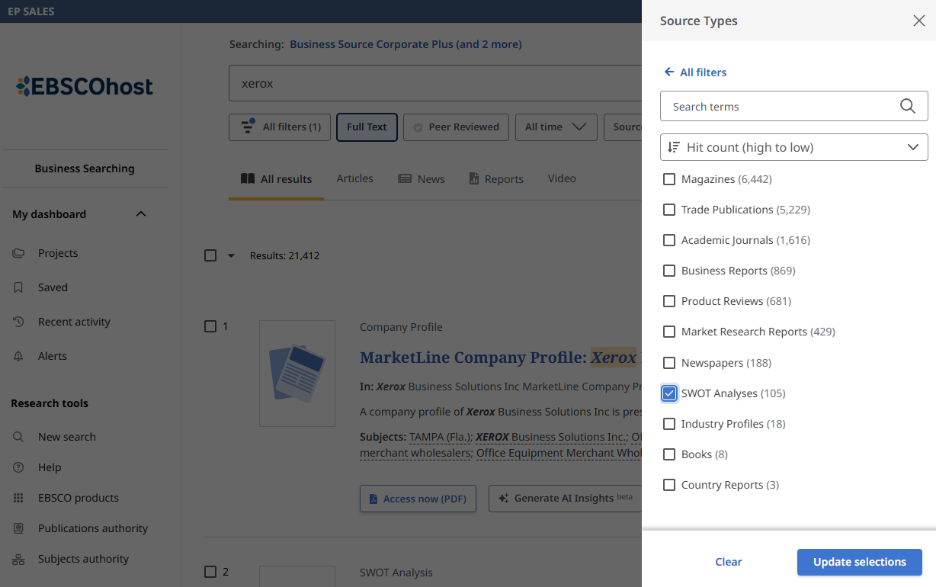 EP SALES
EBSCOhost
Business Searching
My dashboard
Projects
Saved
Recent activity
Alerts
Research tools
New search
Help
EBSCO products
Publications authority
Subjects authority
Searching: Business Source Corporate Plus (and 2 more)
xerox
All filters (1) Full Text Peer Reviewed All time Sourc
All results Articles News Reports Video
Results: 21,412
1
Company Profile
MarketLine Company Profile: Xerox
In: Xerox Business Solutions Inc MarketLine Company Pr
A company profile of Xerox Business Solutions Inc is pres
Subjects: TAMPA (Fla.); XEROX Business Solutions Inc.; Of
merchant wholesalers; Office Equipment Merchant Whol
Access now (PDF) Generate AI Insights beta
2
SWOT Analysis
Source Types
All filters
Search terms
Hit count (high to low)
Magazines (6,442)
Trade Publications (5,229)
Academic Journals (1,616)
Business Reports (869)
Product Reviews (681)
Market Research Reports (429)
Newspapers (188)
SWOT Analyses (105)
Industry Profiles (18)
Books (8)
Country Reports (3)
Clear Update selections